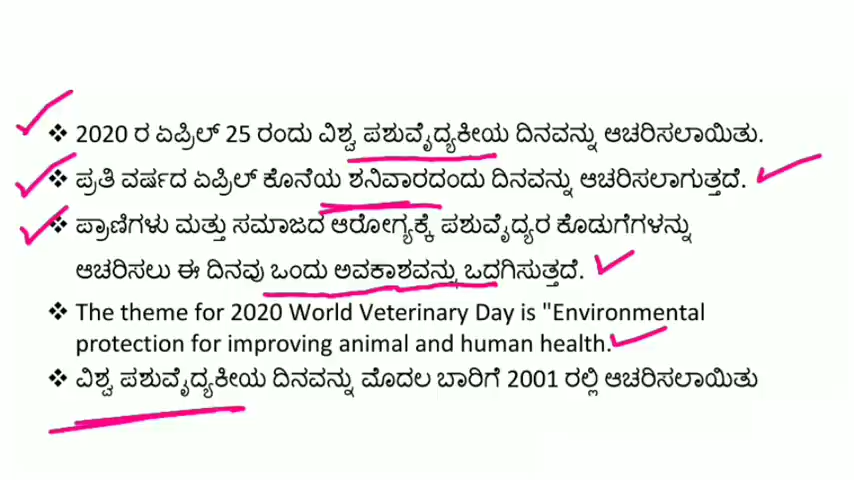 ❖ 2020 ರ ಏಪ್ರಿಲ್ 25 ರಂದು ವಿಶ್ವ ಪಶುವೈದ್ಯಕೀಯ ದಿನವನ್ನು ಆಚರಿಸಲಾಯಿತು.
❖ ಪ್ರತಿ ವರ್ಷದ ಏಪ್ರಿಲ್ ಕೊನೆಯ ಶನಿವಾರದಂದು ದಿನವನ್ನು ಆಚರಿಸಲಾಗುತ್ತದೆ.
❖ ಪ್ರಾಣಿಗಳು ಮತ್ತು ಸಮಾಜದ ಆರೋಗ್ಯಕ್ಕೆ ಪಶುವೈದ್ಯರ ಕೊಡುಗೆಗಳನ್ನು
ಆಚರಿಸಲು ಈ ದಿನವು ಒಂದು ಅವಕಾಶವನ್ನು ಒದಗಿಸುತ್ತದೆ.
❖ The theme for 2020 World Veterinary Day is "Environmental
protection for improving animal and human health.
❖ ವಿಶ್ವ ಪಶುವೈದ್ಯಕೀಯ ದಿನವನ್ನು ಮೊದಲ ಬಾರಿಗೆ 2001 ರಲ್ಲಿ ಆಚರಿಸಲಾಯಿತು